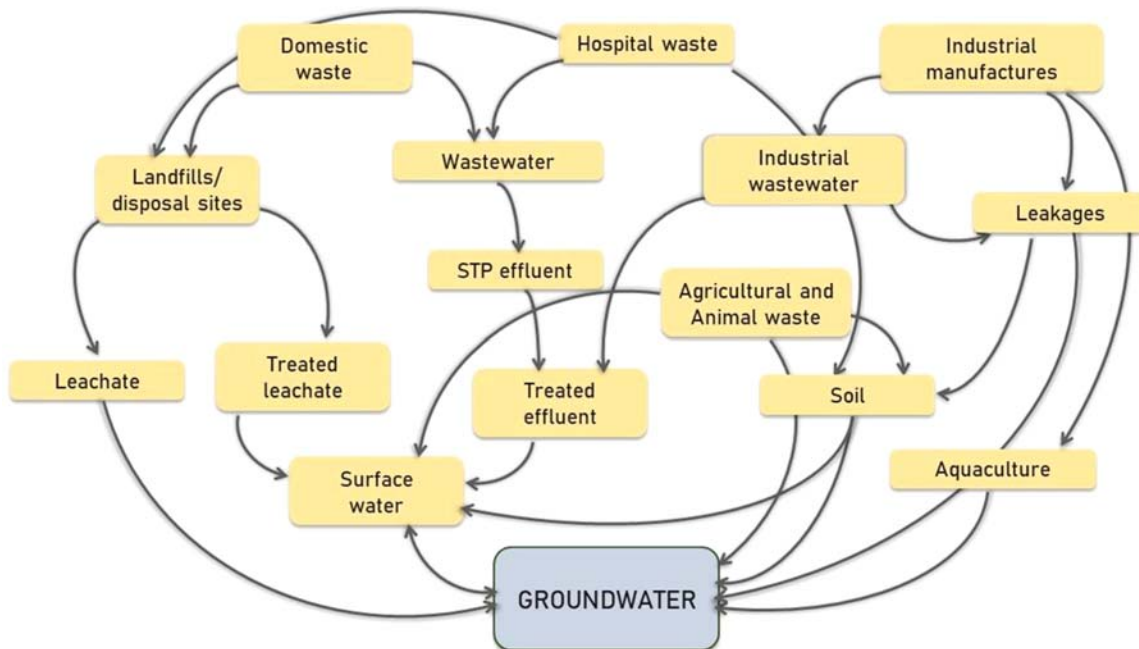 Domestic
waste
Hospital waste
Industrial
manufactures
Landfills/
disposal sites
Wastewater
Industrial
wastewater
Leakages
STP effluent
Agricultural and
Animal waste
Leachate
Treated
leachate
Treated
effluent
Soil
Surface
water
Aquaculture
GROUNDWATER